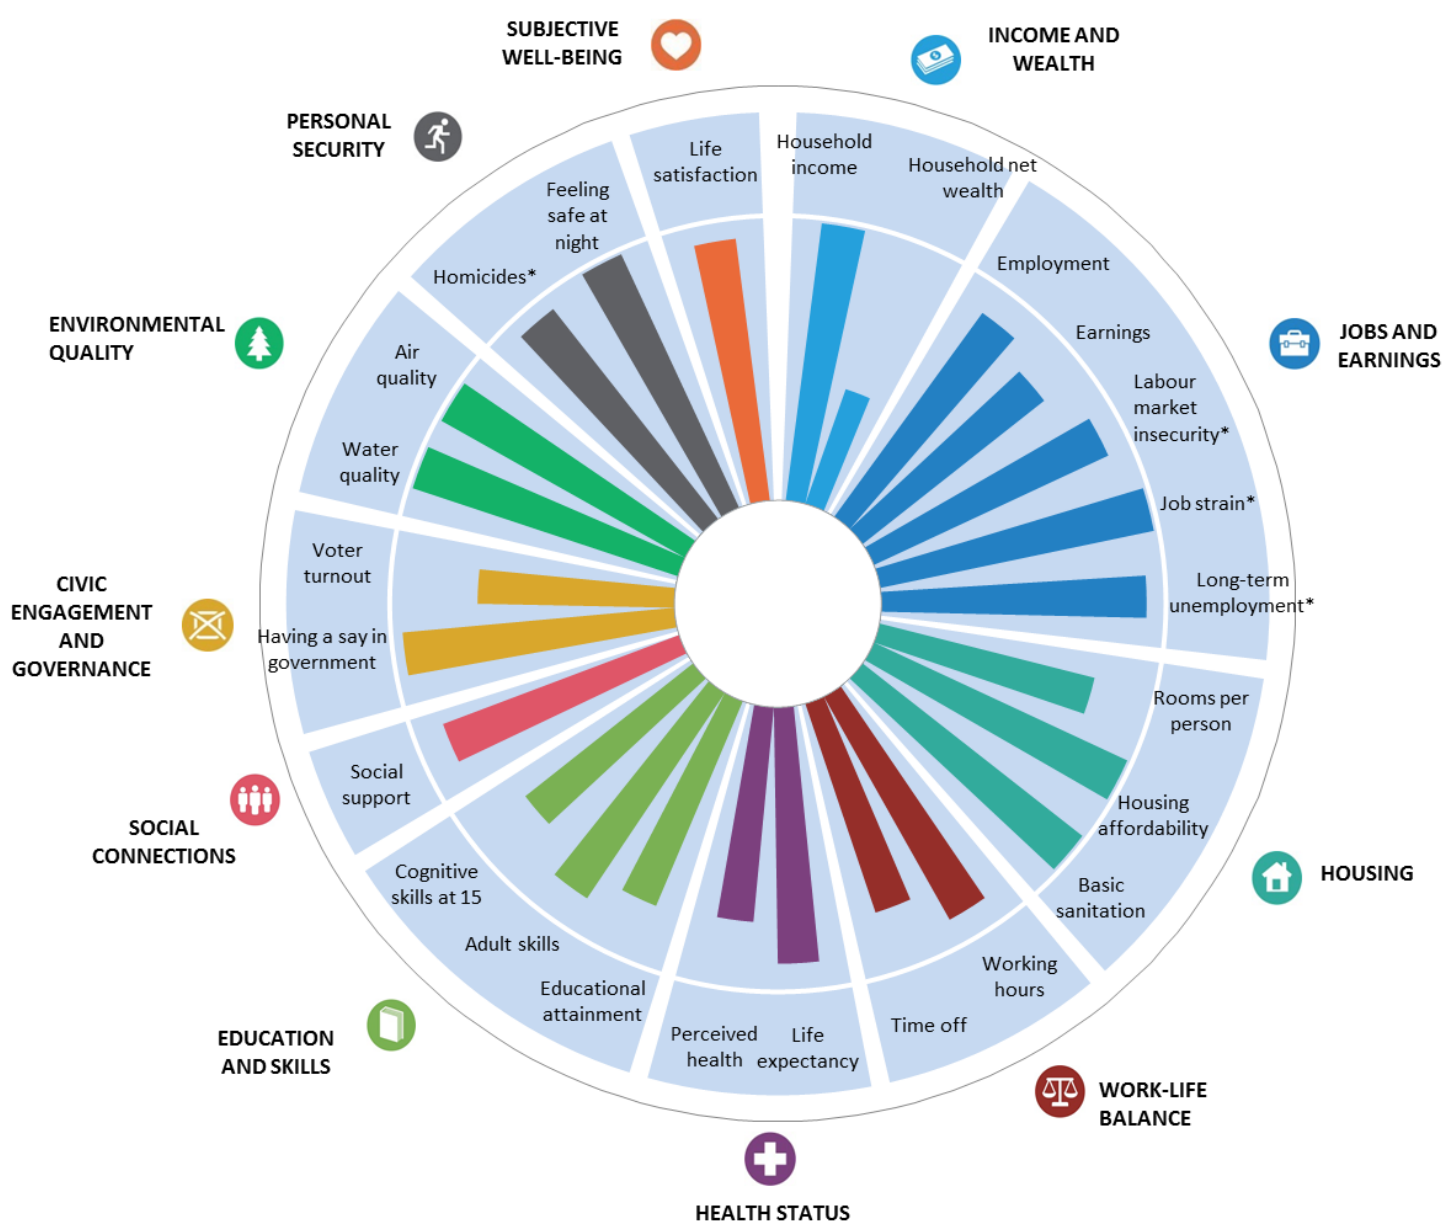 SUBJECTIVE
WELL-BEING
INCOME AND
WEALTH
PERSONAL
SECURITY
Life
satisfaction
Household
income
Household net
wealth
Feeling
safe at
night
Homicides*
Employment
ENVIRONMENTAL
QUALITY
Air
quality
Earnings
JOBS AND
EARNINGS
Labour
market
insecurity*
Water
quality
Job strain*
Voter
turnout
Long-term
unemployment*
CIVIC
ENGAGEMENT
AND
GOVERNANCE
Having a say in
government
Rooms per
person
Social
support
Housing
affordability
SOCIAL
CONNECTIONS
Cognitive
skills at 15
Basic
sanitation
HOUSING
Adult skills
Working
hours
Educational
attainment
Time off
Perceived
health
Life
expectancy
EDUCATION
AND SKILLS
WORK-LIFE
BALANCE
HEALTH STATUS